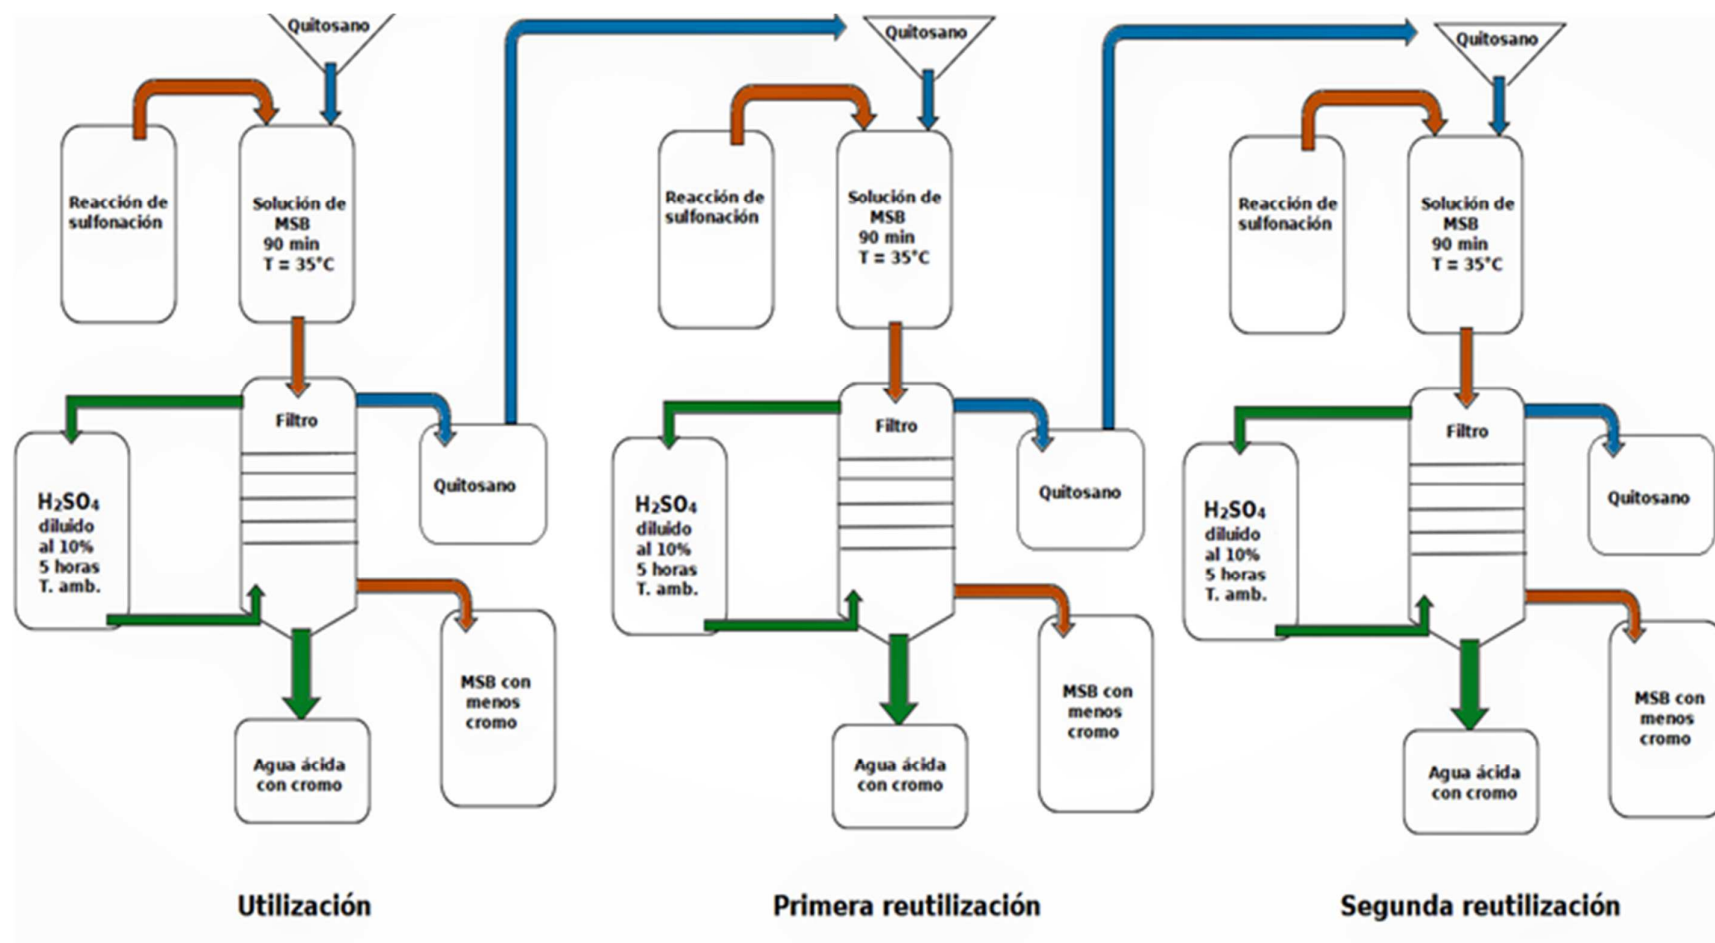 Quitosano
Reacción de
sulfonación
Solución de
MSB
90 min
T = 35°C
Filtro
H₂SO₄
diluido
al 10%
5 horas
T. amb.
Quitosano
MSB con
menos
cromo
Agua ácida
con cromo
Utilización
Quitosano
Reacción de
sulfonación
Solución de
MSB
90 min
T = 35°C
Filtro
H₂SO₄
diluido
al 10%
5 horas
T. amb.
Quitosano
MSB con
menos
cromo
Agua ácida
con cromo
Primera reutilización
Quitosano
Reacción de
sulfonación
Solución de
MSB
90 min
T = 35°C
Filtro
H₂SO₄
diluido
al 10%
5 horas
T. amb.
Quitosano
MSB con
menos
cromo
Agua ácida
con cromo
Segunda reutilización